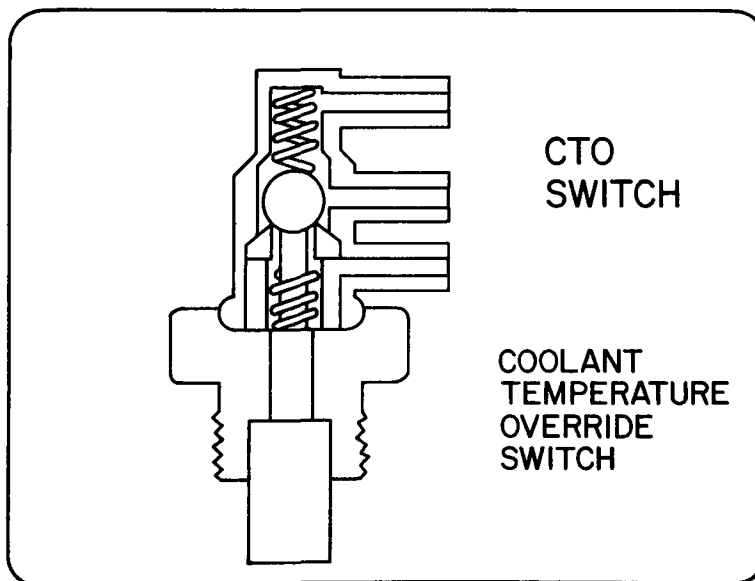 CTO
SWITCH
COOLANT
TEMPERATURE
OVERRIDE
SWITCH